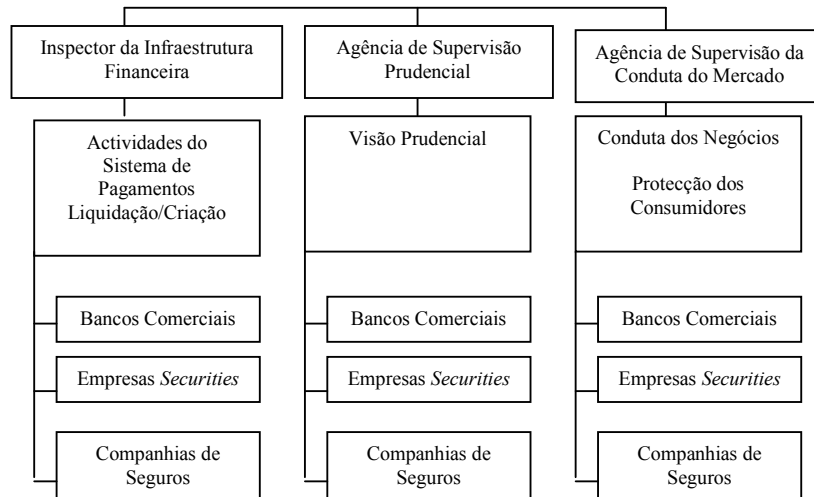 Inspector da Infraestrutura
Financeira
Agência de Supervisão
Prudencial
Agência de Supervisão da
Conduta do Mercado
Actividades do
Sistema de
Pagamentos
Liquidação/Criação
Visão Prudencial
Conduta dos Negócios
Protecção dos
Consumidores
Bancos Comerciais
Bancos Comerciais
Bancos Comerciais
Empresas Securities
Empresas Securities
Empresas Securities
Companhias de
Seguros
Companhias de
Seguros
Companhias de
Seguros